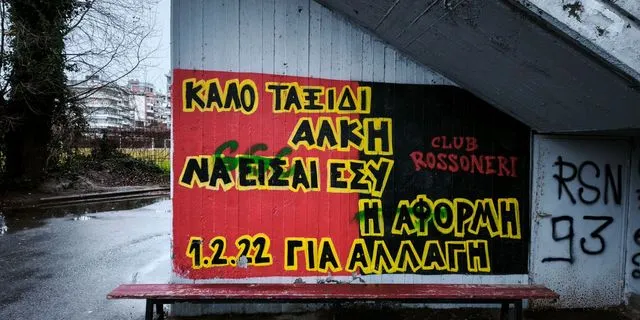 ΚΑΛΟ ΤΑΞΙΔΙ
ΑΛΚΗ
ΝΑ ΕΙΣΑΙ ΕΣΥ
Η ΑΦΟΡΜΗ
1.2.22 ΓΙΑ ΑΛΛΑΓΗ
CLUB
ROSSONERI
RSN
93